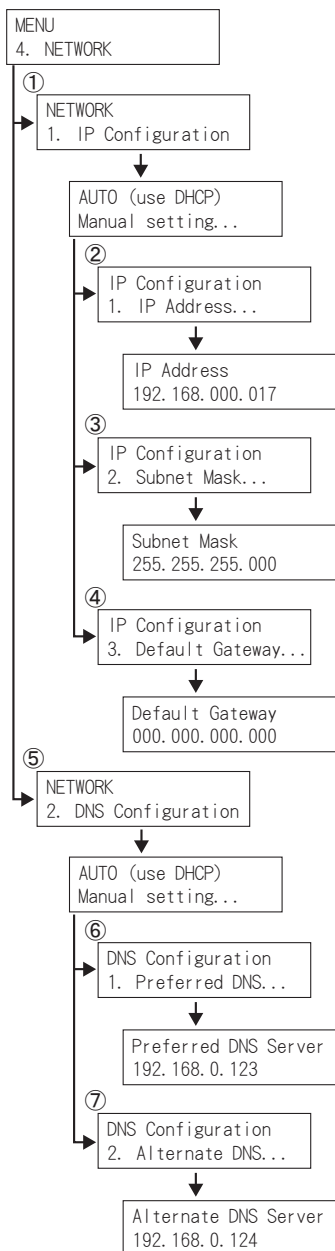 MENU
4. NETWORK
①
NETWORK
1. IP Configuration
AUTO (use DHCP)
Manual setting...
②
IP Configuration
1. IP Address...
IP Address
192.168.000.017
③
IP Configuration
2. Subnet Mask...
Subnet Mask
255.255.255.000
④
IP Configuration
3. Default Gateway...
Default Gateway
000.000.000.000
⑤
NETWORK
2. DNS Configuration
AUTO (use DHCP)
Manual setting...
⑥
DNS Configuration
1. Preferred DNS...
Preferred DNS Server
192.168.0.123
⑦
DNS Configuration
2. Alternate DNS...
Alternate DNS Server
192.168.0.124